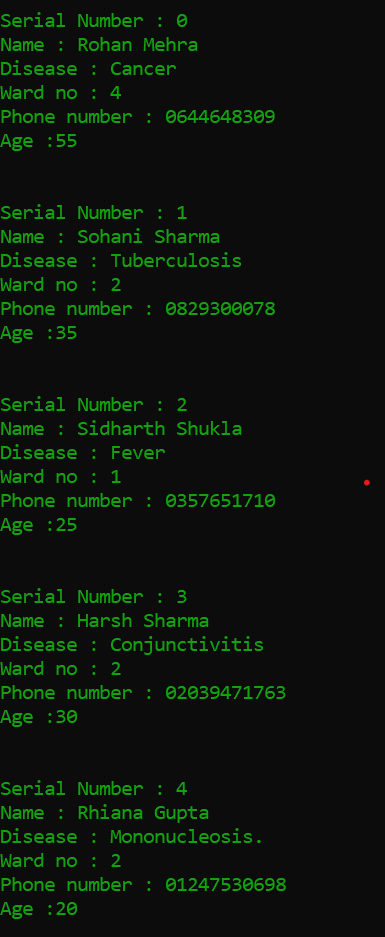 Serial Number : 0
Name : Rohan Mehra
Disease : Cancer
Ward no : 4
Phone number : 0644648309
Age :55
Serial Number : 1
Name : Sohani Sharma
Disease : Tuberculosis
Ward no : 2
Phone number : 0829300078
Age :35
Serial Number : 2
Name : Sidharth Shukla
Disease : Fever
Ward no : 1
Phone number : 0357651710
Age :25
Serial Number : 3
Name : Harsh Sharma
Disease : Conjunctivitis
Ward no : 2
Phone number : 02039471763
Age :30
Serial Number : 4
Name : Rhiana Gupta
Disease : Mononucleosis.
Ward no : 2
Phone number : 01247530698
Age :20